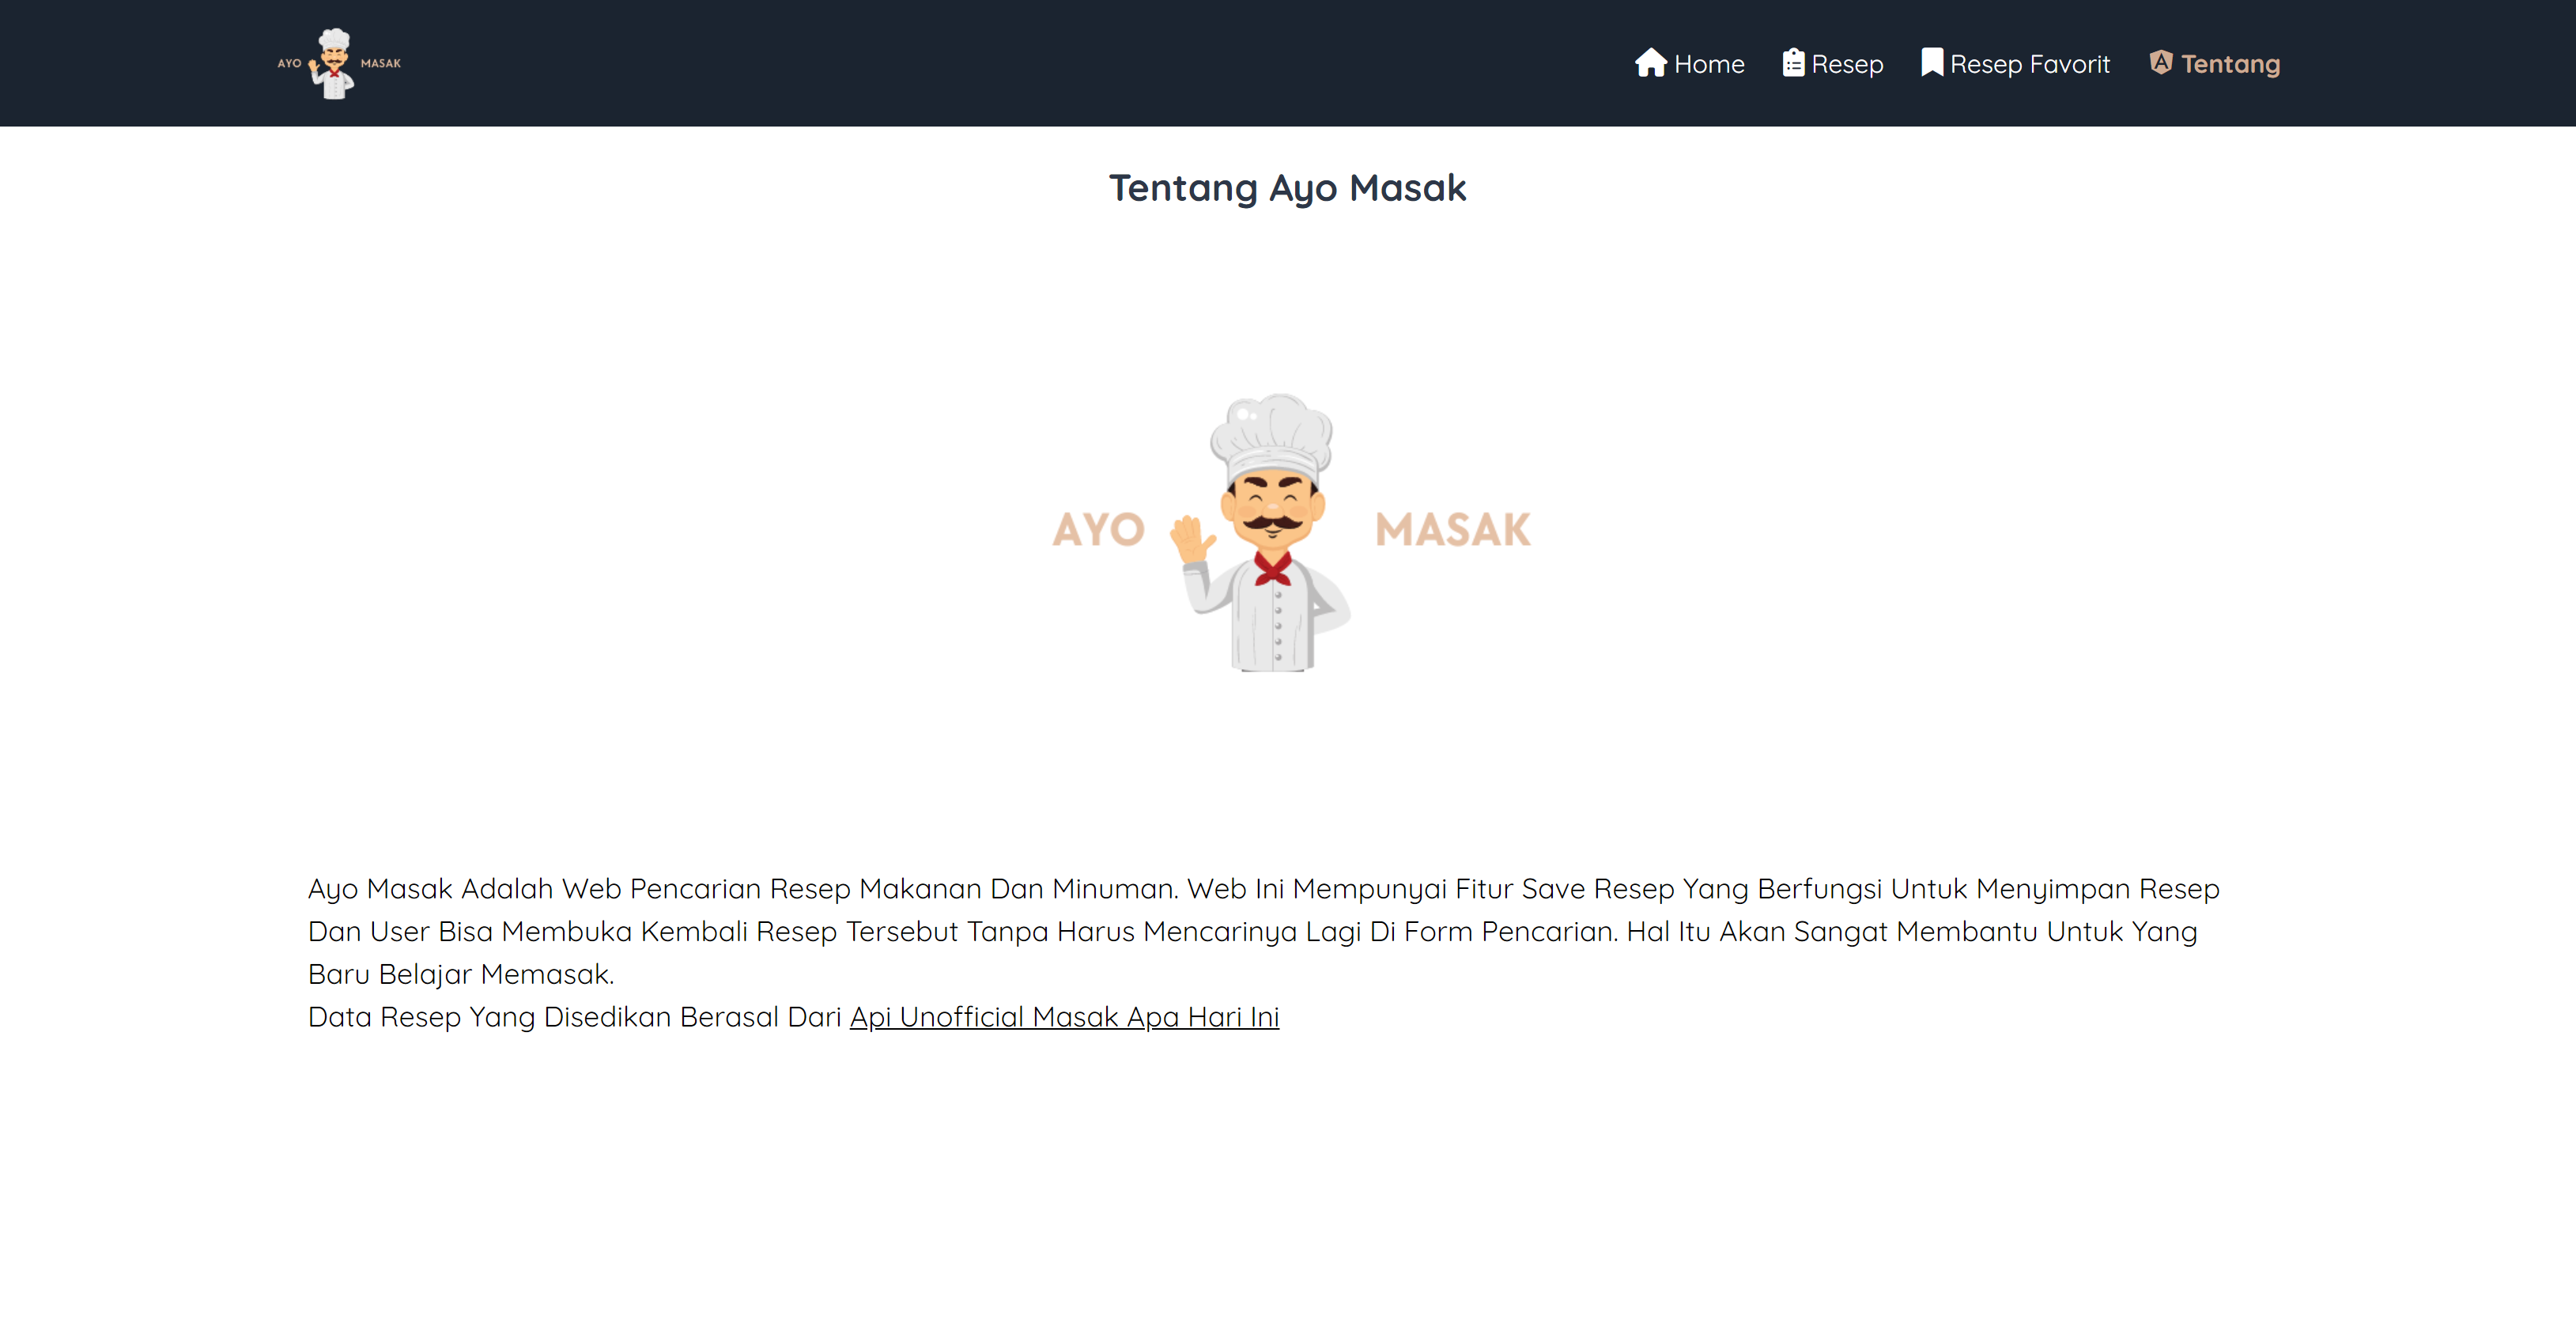 AYO MASAK
Home Resep Resep Favorit Tentang
Tentang Ayo Masak
AYO MASAK
Ayo Masak Adalah Web Pencarian Resep Makanan Dan Minuman. Web Ini Mempunyai Fitur Save Resep Yang Berfungsi Untuk Menyimpan Resep
Dan User Bisa Membuka Kembali Resep Tersebut Tanpa Harus Mencarinya Lagi Di Form Pencarian. Hal Itu Akan Sangat Membantu Untuk Yang
Baru Belajar Memasak.
Data Resep Yang Disedikan Berasal Dari Api Unofficial Masak Apa Hari Ini